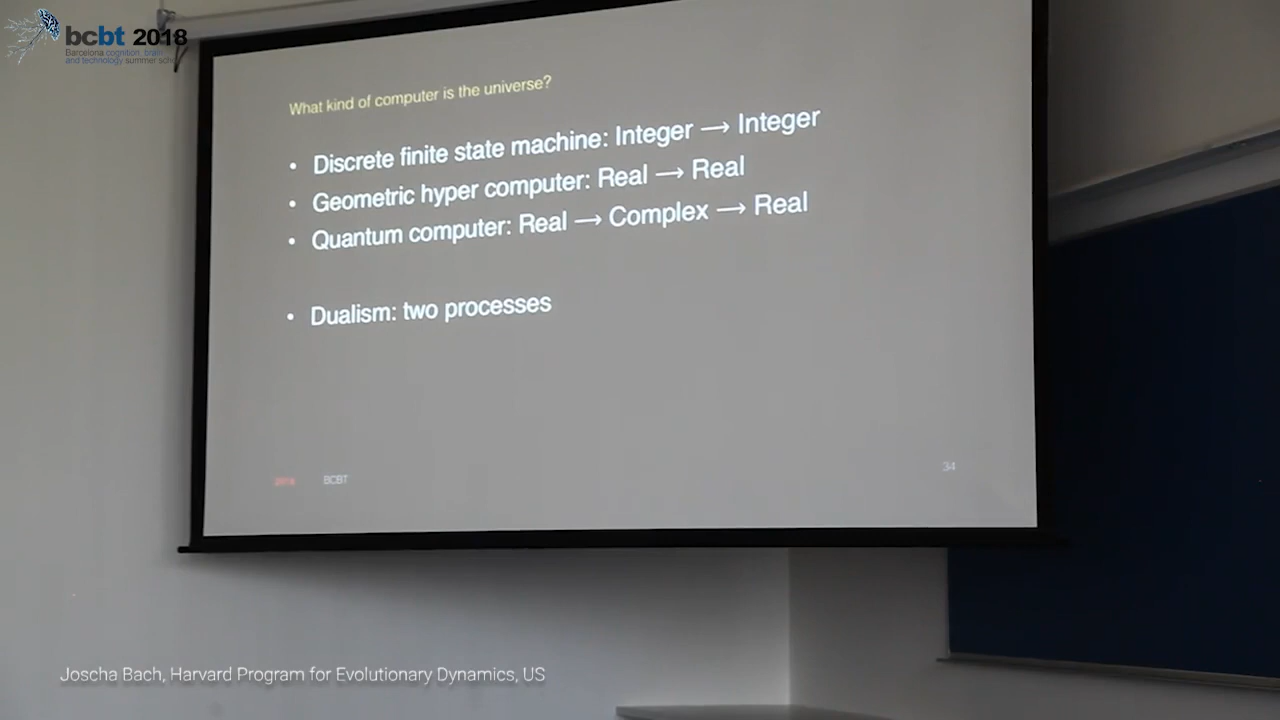 bcbt 2018
Barcelona cognition, brain
and technology summer school
What kind of computer is the universe?
• Discrete finite state machine: Integer → Integer
• Geometric hyper computer: Real → Real
• Quantum computer: Real → Complex → Real
• Dualism: two processes
2018 BCBT 34
Joscha Bach, Harvard Program for Evolutionary Dynamics, US